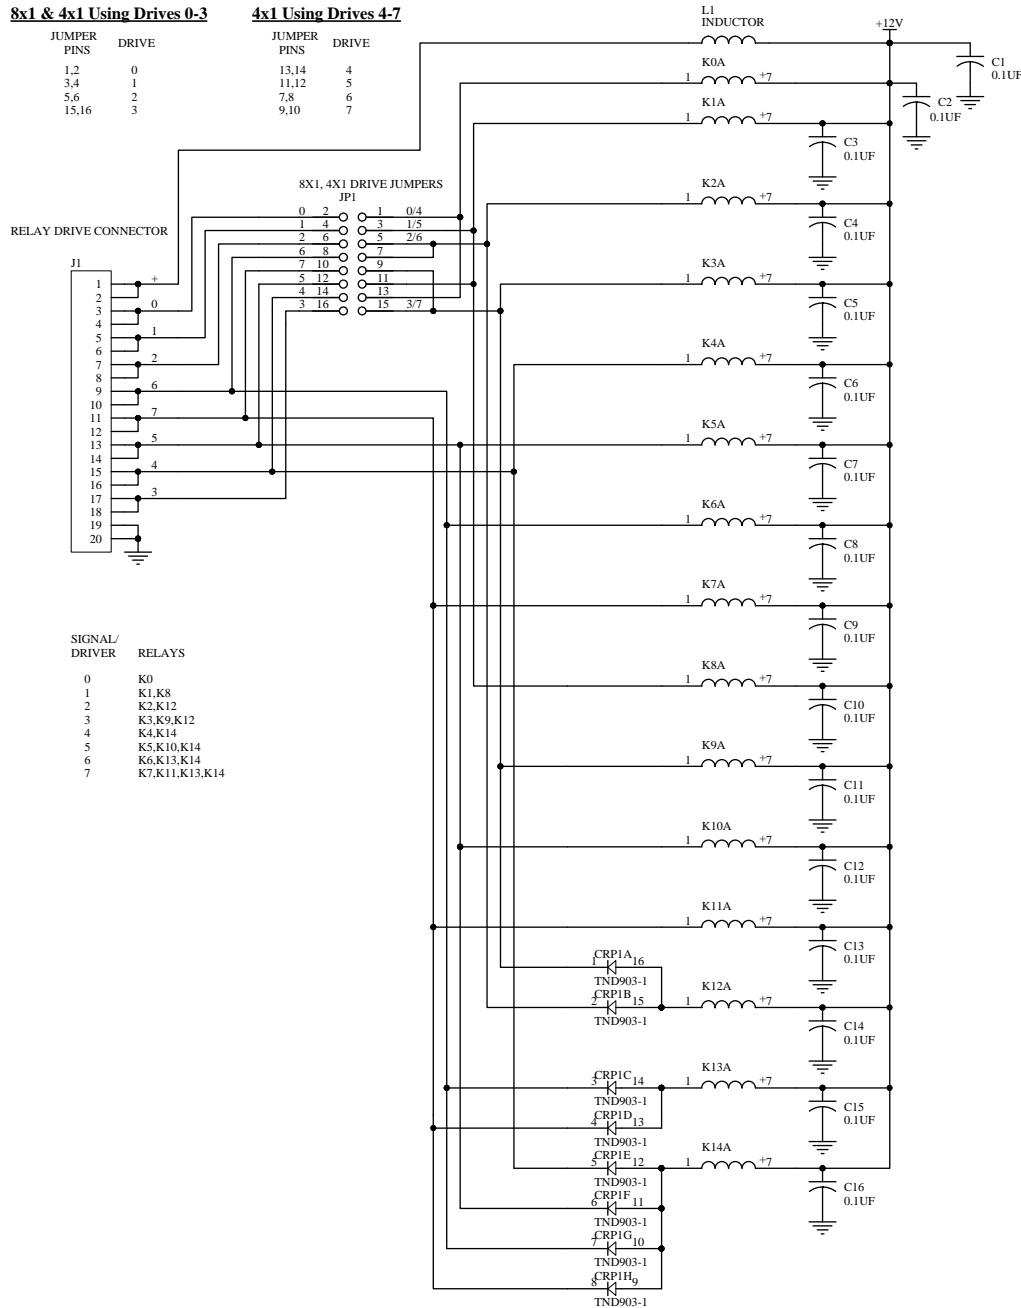 8x1 & 4x1 Using Drives 0-3
4x1 Using Drives 4-7
JUMPER PINS DRIVE
1,2 0
3,4 1
5,6 2
15,16 3
JUMPER PINS DRIVE
13,14 4
11,12 5
7,8 6
9,10 7
L1
INDUCTOR
+12V
C1
0.1UF
K0A
1 +7
C2
0.1UF
K1A
1 +7
C3
0.1UF
8X1, 4X1 DRIVE JUMPERS
JP1
0 2 1 0/4
1 4 3 1/5
2 6 5 2/6
6 8 7
7 10 9
5 12 11
4 14 13
3 16 15 3/7
K2A
1 +7
C4
0.1UF
RELAY DRIVE CONNECTOR
J1
1 +
2
3 0
4
5 1
6
7 2
8
9 6
10
11 7
12
13 5
14
15 4
16
17 3
18
19
20
K3A
1 +7
C5
0.1UF
K4A
1 +7
C6
0.1UF
K5A
1 +7
C7
0.1UF
K6A
1 +7
C8
0.1UF
K7A
1 +7
C9
0.1UF
SIGNAL/
DRIVER RELAYS
0 K0
1 K1,K8
2 K2,K12
3 K3,K9,K12
4 K4,K14
5 K5,K10,K14
6 K6,K13,K14
7 K7,K11,K13,K14
K8A
1 +7
C10
0.1UF
K9A
1 +7
C11
0.1UF
K10A
1 +7
C12
0.1UF
K11A
1 +7
C13
0.1UF
CRP1A
1 16
TND903-1
CRP1B
2 15
TND903-1
K12A
1 +7
C14
0.1UF
CRP1C
3 14
TND903-1
CRP1D
4 13
TND903-1
K13A
1 +7
C15
0.1UF
CRP1E
5 12
TND903-1
K14A
1 +7
C16
0.1UF
CRP1F
6 11
TND903-1
CRP1G
7 10
TND903-1
CRP1H
8 9
TND903-1